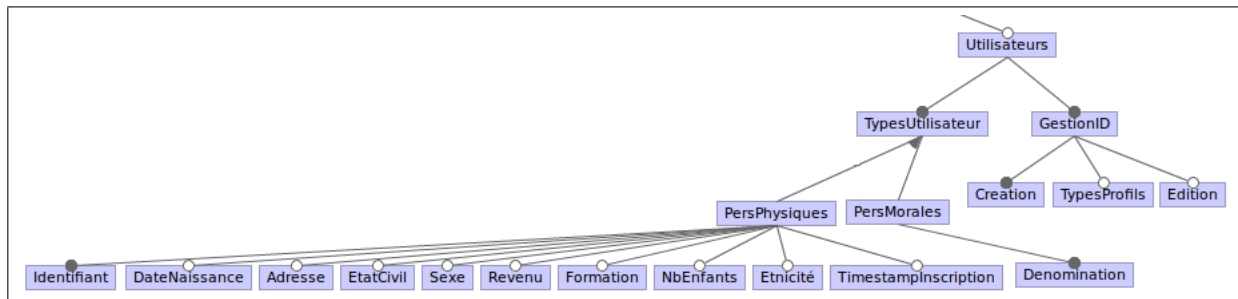 Utilisateurs
TypesUtilisateur GestionID
Creation TypesProfils Edition
PersPhysiques PersMorales
Identifiant DateNaissance Adresse EtatCivil Sexe Revenu Formation NbEnfants Etnicité TimestampInscription Denomination